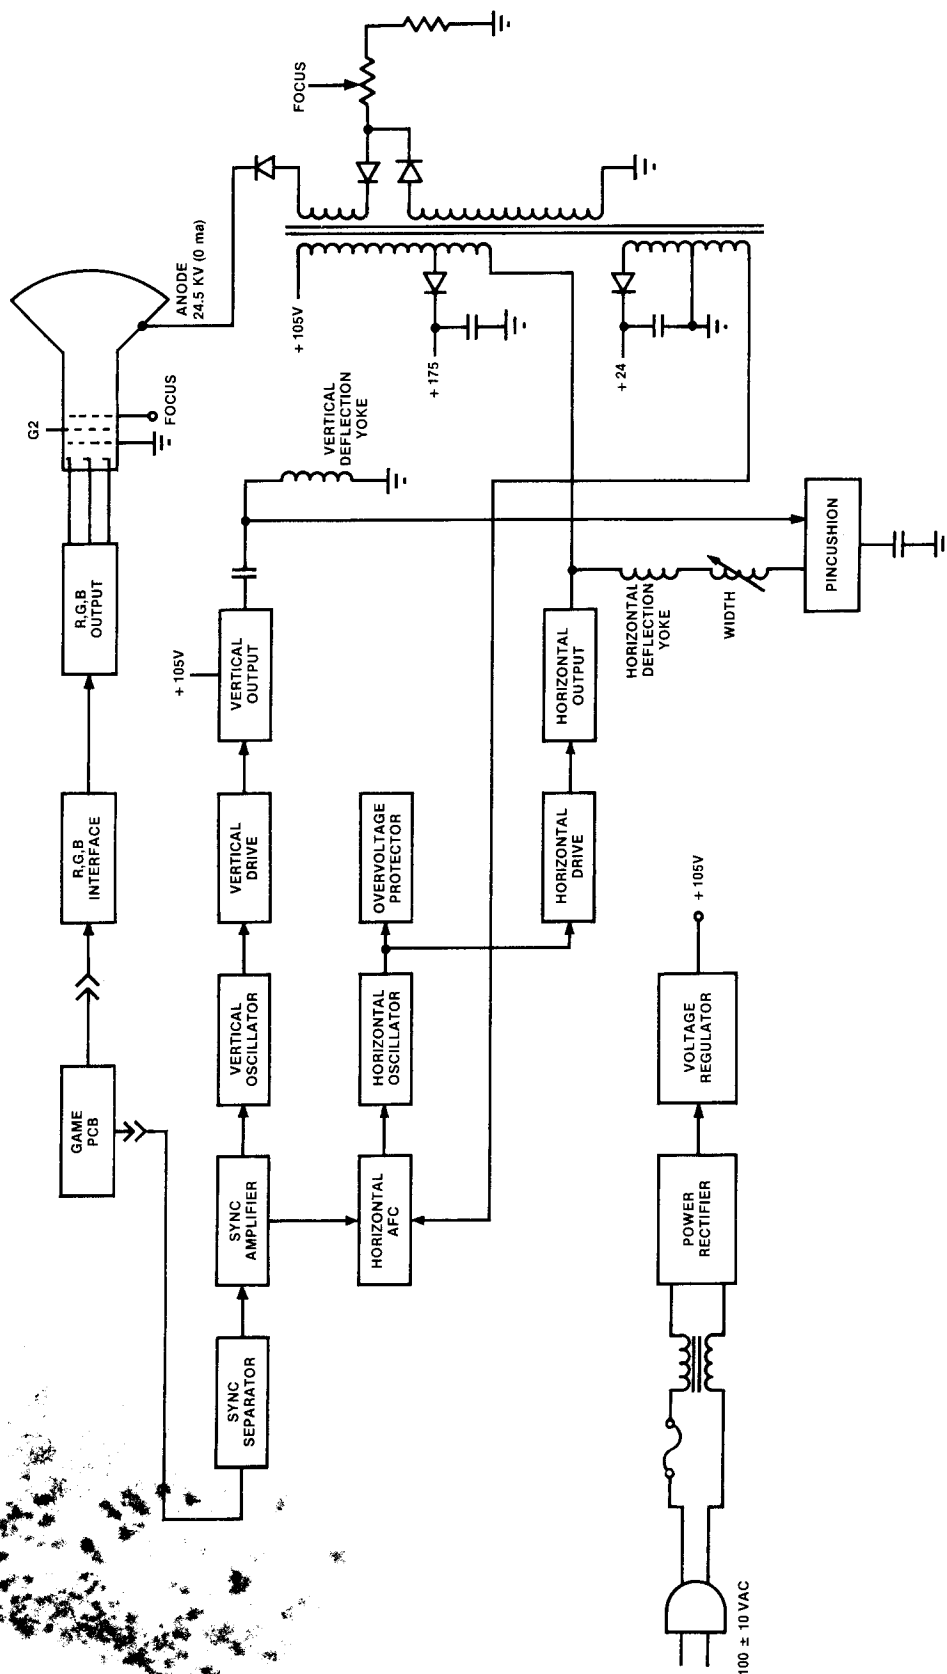 GAME
PCB
R,G,B
INTERFACE
R,G,B
OUTPUT
G2
FOCUS
ANODE
24.5 KV (0 ma)
FOCUS
SYNC
SEPARATOR
SYNC
AMPLIFIER
VERTICAL
OSCILLATOR
VERTICAL
DRIVE
VERTICAL
OUTPUT
+ 105V
VERTICAL
DEFLECTION
YOKE
+ 105V
+ 175
+ 24
HORIZONTAL
AFC
HORIZONTAL
OSCILLATOR
OVERVOLTAGE
PROTECTOR
HORIZONTAL
DRIVE
HORIZONTAL
OUTPUT
HORIZONTAL
DEFLECTION
YOKE
WIDTH
PINCUSHION
100 ± 10 VAC
POWER
RECTIFIER
VOLTAGE
REGULATOR
+ 105V